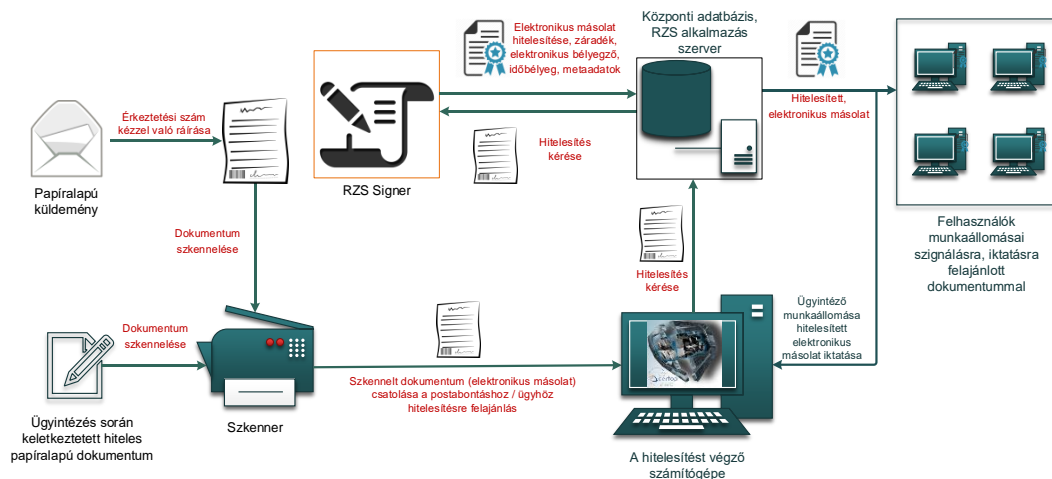 Elektronikus másolat
hitelesítése, záradék,
elektronikus bélyegző,
időbélyeg, metaadatok
Központi adatbázis,
RZS alkalmazás
szerver
Érkeztetési szám
kézzel való ráírása
Hitelesítés
kérése
Hitelesített,
elektronikus másolat
Papíralapú
küldemény
RZS Signer
Dokumentum
szkennelése
Hitelesítés
kérése
Felhasználók
munkaállomásai
szignálásra, iktatásra
felajánlott
dokumentummal
Dokumentum
szkennelése
Ügyintéző
munkaállomása
hitelesített
elektronikus
másolat iktatása
certop
Szkennelt dokumentum (elektronikus másolat)
csatolása a postabontáshoz / ügyhöz
hitelesítésre felajánlás
Ügyintézés során
keletkeztetett hiteles
papíralapú dokumentum
Szkenner
A hitelesítést végző
számítógépe